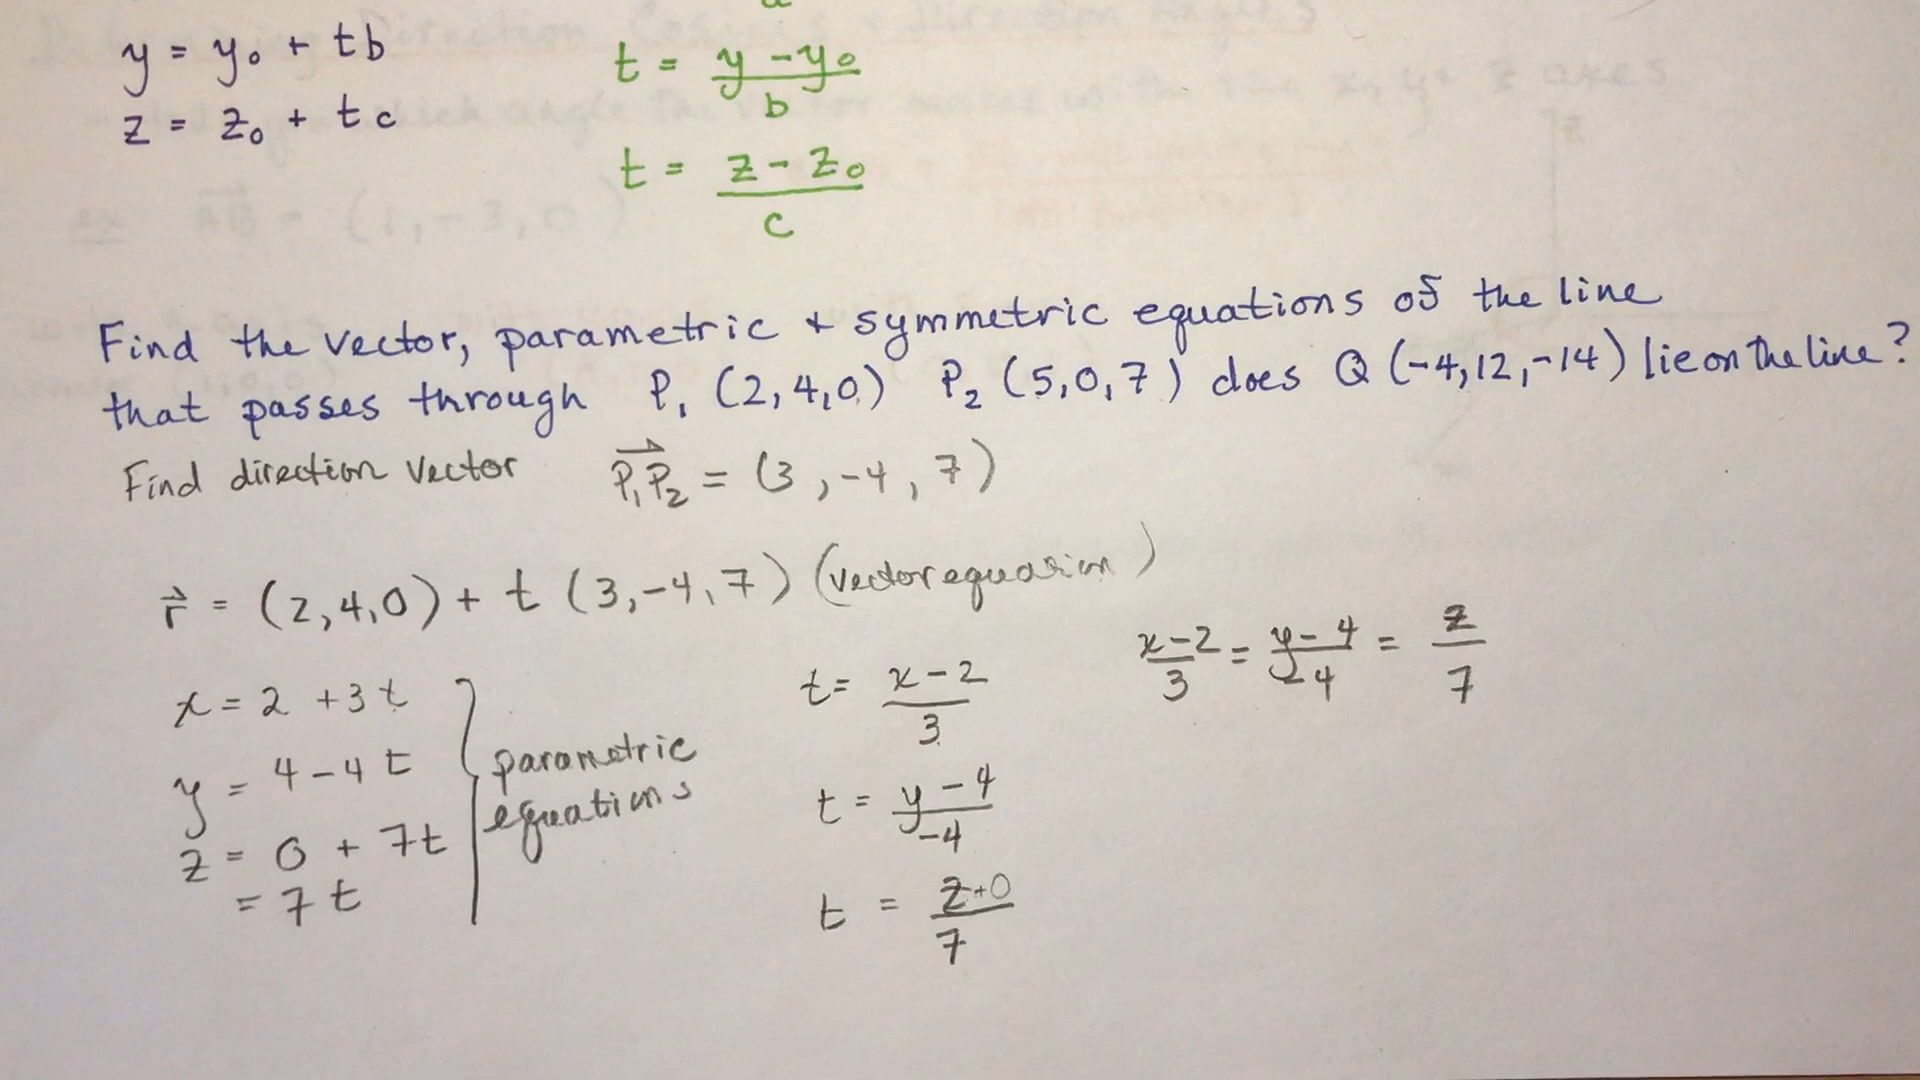 y = y₀ + tb
z = z₀ + tc
t = y - y₀ / b
t = z - z₀ / c
Find the vector, parametric + symmetric equations of the line
that passes through P₁ (2,4,0) P₂ (5,0,7) does Q (-4,12,-14) lie on the line?
Find direction vector P₁P₂ = (3, -4, 7)
r = (2,4,0) + t (3,-4,7) (vector equation)
x = 2 + 3t
y = 4 - 4t
z = 0 + 7t
= 7t
parametric
equations
t = x - 2 / 3
t = y - 4 / -4
t = z+0 / 7
x-2 / 3 = y-4 / -4 = z / 7